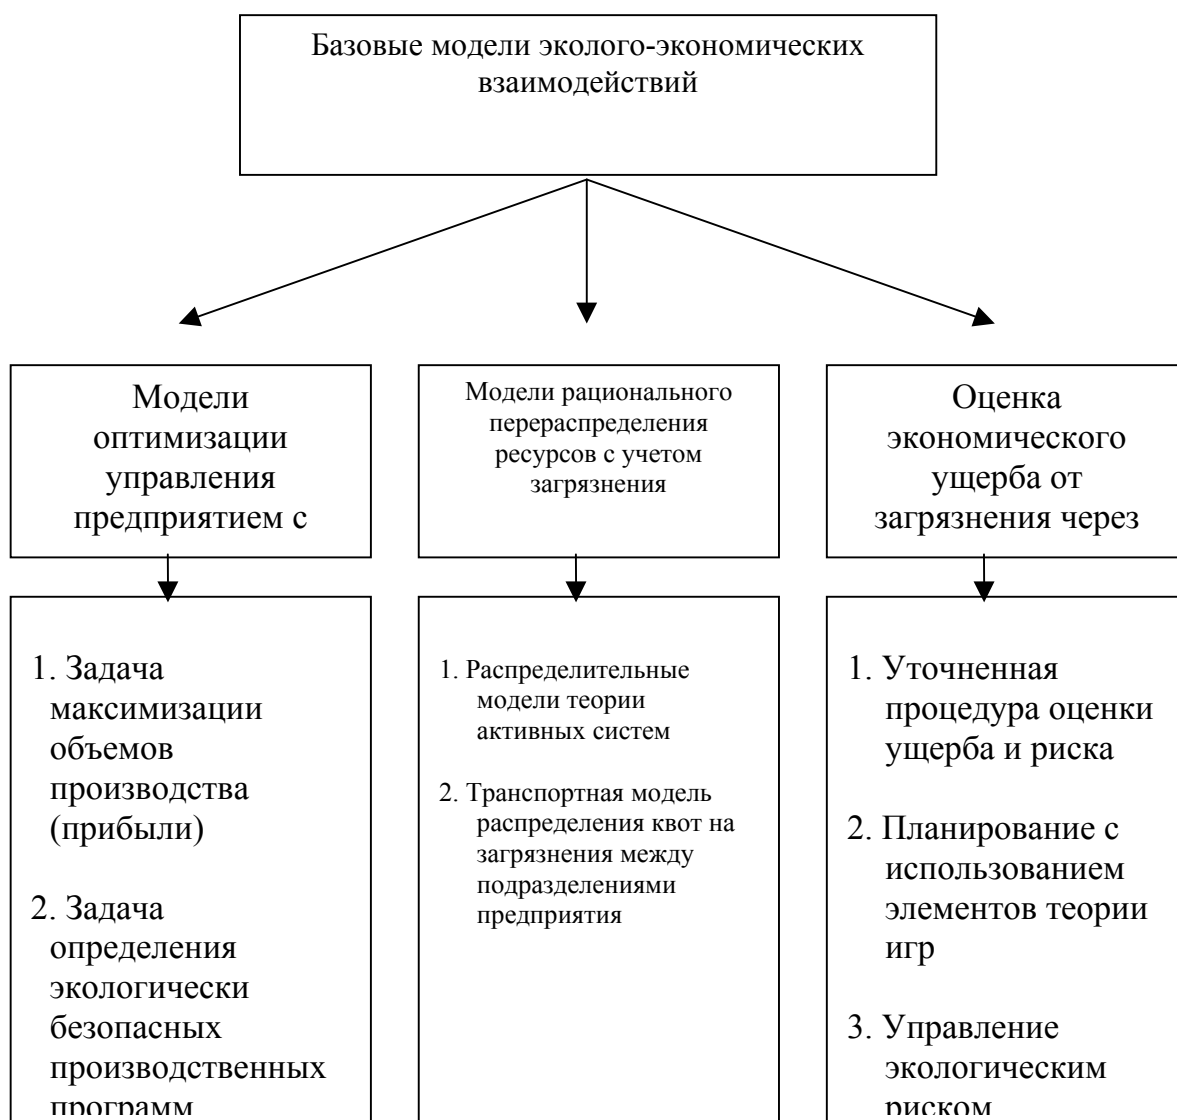 Базовые модели эколого-экономических
взаимодействий
Модели
оптимизации
управления
предприятием с
Модели рационального
перераспределения
ресурсов с учетом
загрязнения
Оценка
экономического
ущерба от
загрязнения через
1. Задача
максимизации
объемов
производства
(прибыли)
2. Задача
определения
экологически
безопасных
производственных
программ
1. Распределительные
модели теории
активных систем
2. Транспортная модель
распределения квот на
загрязнения между
подразделениями
предприятия
1. Уточненная
процедура оценки
ущерба и риска
2. Планирование с
использованием
элементов теории
игр
3. Управление
экологическим
риском